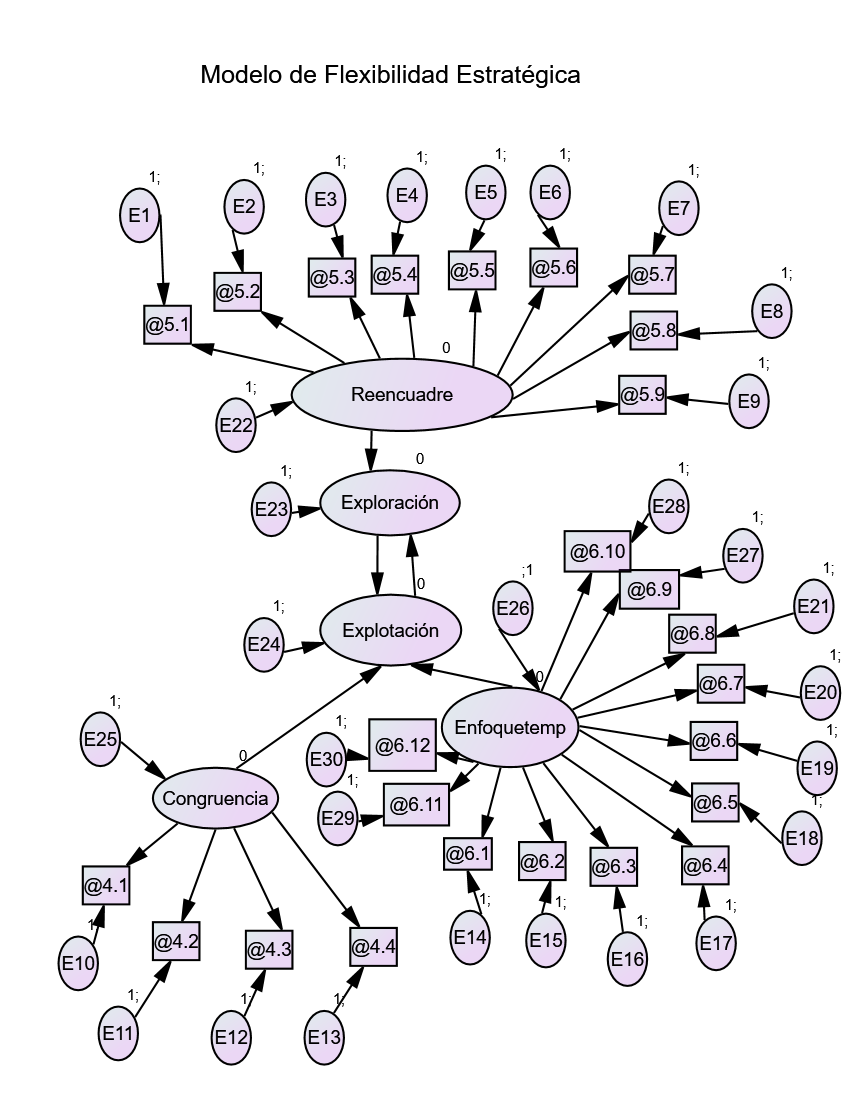 Modelo de Flexibilidad Estratégica
1;
E1
1;
E2
1;
E3
1;
E4
1;
E5
1;
E6
1;
E7
@5.1
@5.2
@5.3
@5.4
@5.5
@5.6
@5.7
1;
E8
@5.8
0
Reencuadre
@5.9
1;
E9
1;
E22
0
Exploración
1;
E23
0
Explotación
1;
E24
;1
E26
@6.10
1;
E28
@6.9
1;
E27
@6.8
1;
E21
@6.7
1;
E20
0
Enfoquetemp
@6.6
1;
E19
@6.5
1;
E18
1;
E25
0
Congruencia
1;
E30
@6.12
1;
E29
@6.11
@6.1
@6.2
@6.3
@6.4
1;
E14
1;
E15
1;
E16
1;
E17
@4.1
@4.2
@4.3
@4.4
1;
E10
1;
E11
1;
E12
1;
E13